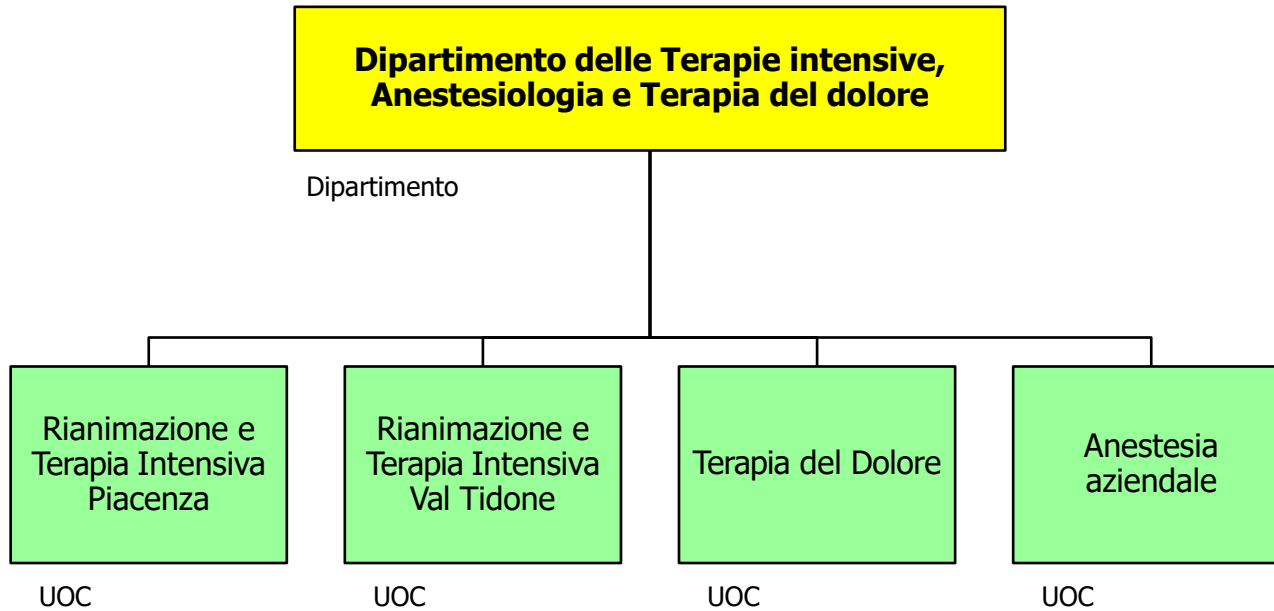 Dipartimento delle Terapie intensive,
Anestesiologia e Terapia del dolore
Dipartimento
Rianimazione e
Terapia Intensiva
Piacenza
UOC
Rianimazione e
Terapia Intensiva
Val Tidone
UOC
Terapia del Dolore
UOC
Anestesia
aziendale
UOC